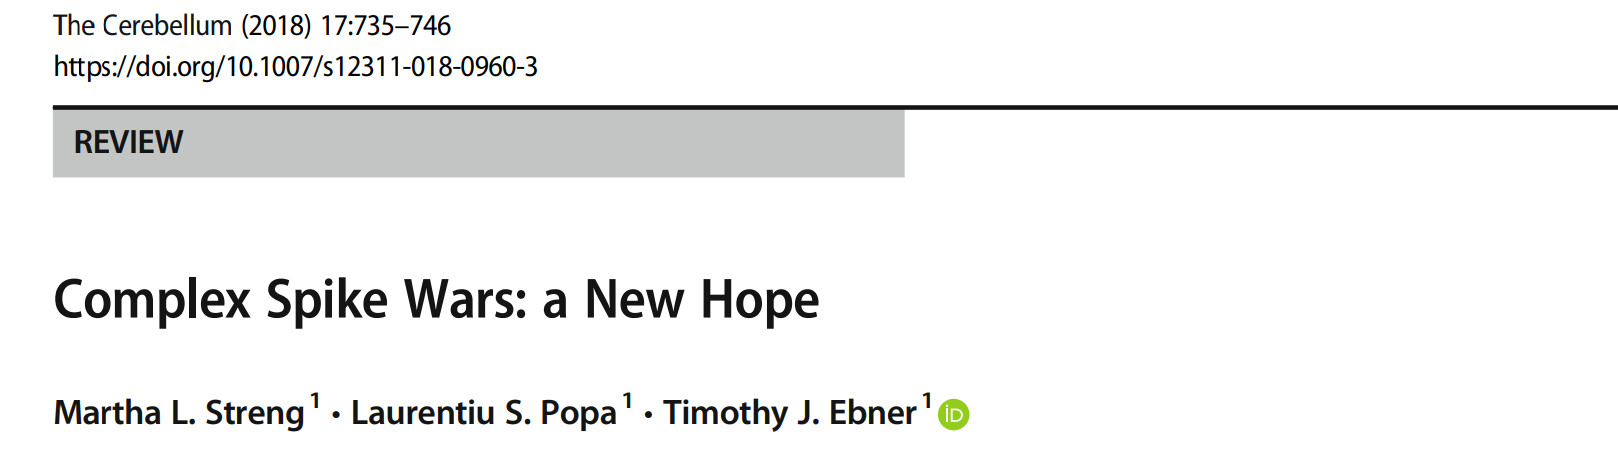 The Cerebellum (2018) 17:735–746
https://doi.org/10.1007/s12311-018-0960-3
REVIEW
Complex Spike Wars: a New Hope
Martha L. Streng 1 · Laurentiu S. Popa 1 · Timothy J. Ebner 1 iD